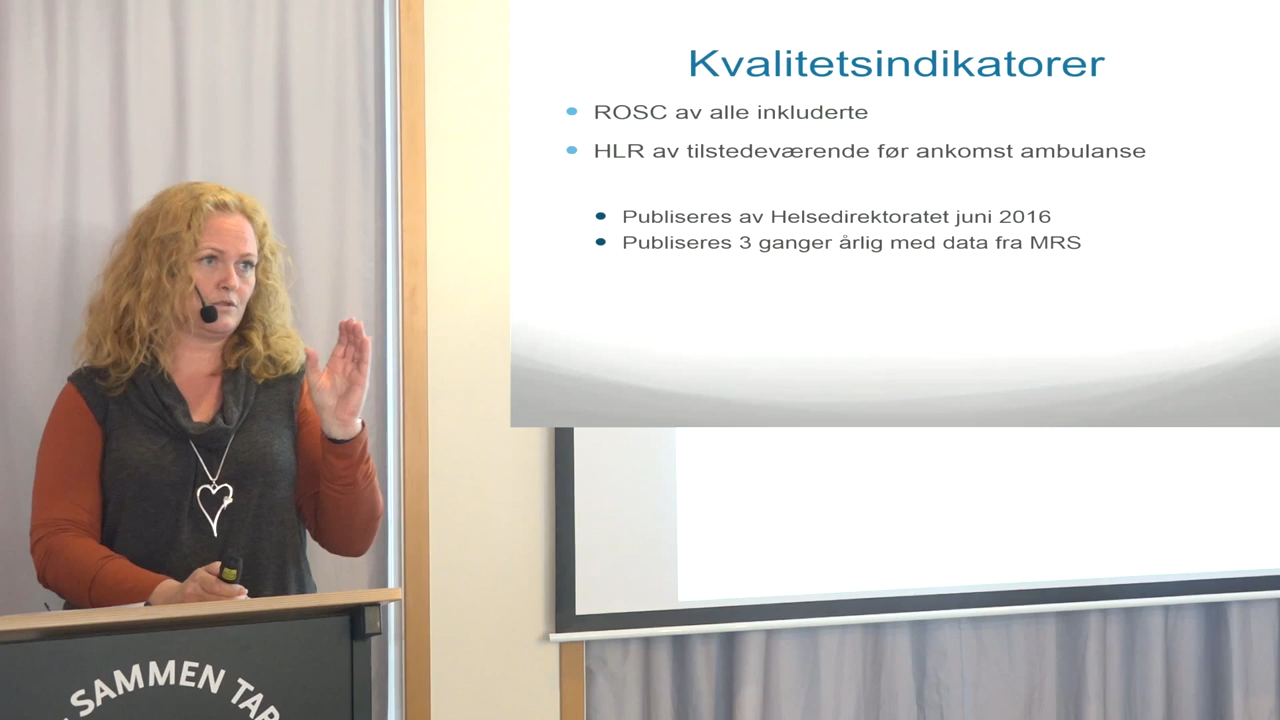 Kvalitetsindikatorer
ROSC av alle inkluderte
HLR av tilstedeværende før ankomst ambulanse
Publiseres av Helsedirektoratet juni 2016
Publiseres 3 ganger årlig med data fra MRS
SAMMEN